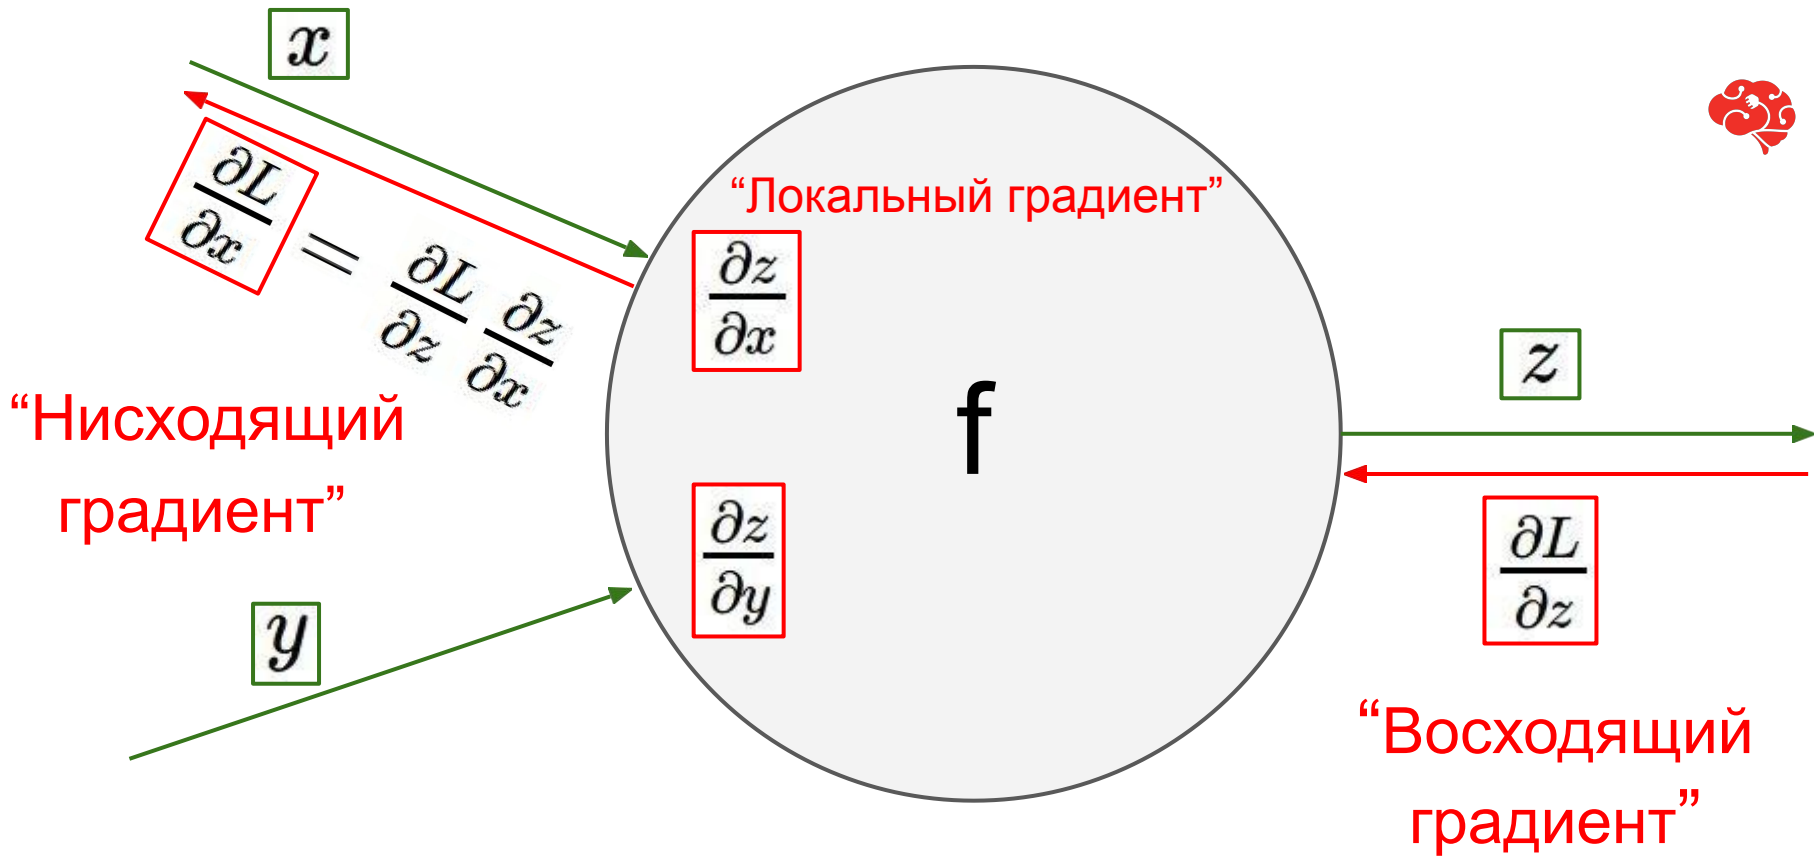 x
∂L/∂x = ∂L/∂z ∂z/∂x
“Нисходящий
градиент”
y
“Локальный градиент”
∂z/∂x
f
∂z/∂y
z
∂L/∂z
“Восходящий
градиент”